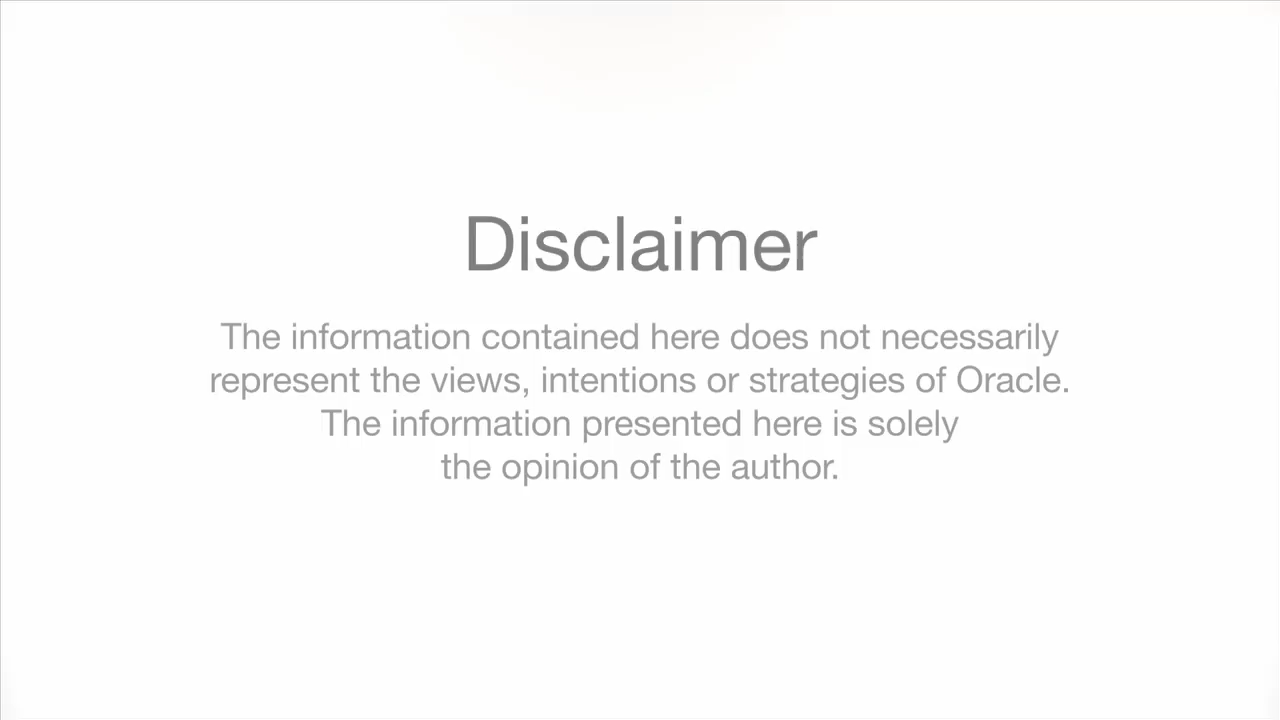 Disclaimer
The information contained here does not necessarily
represent the views, intentions or strategies of Oracle.
The information presented here is solely
the opinion of the author.